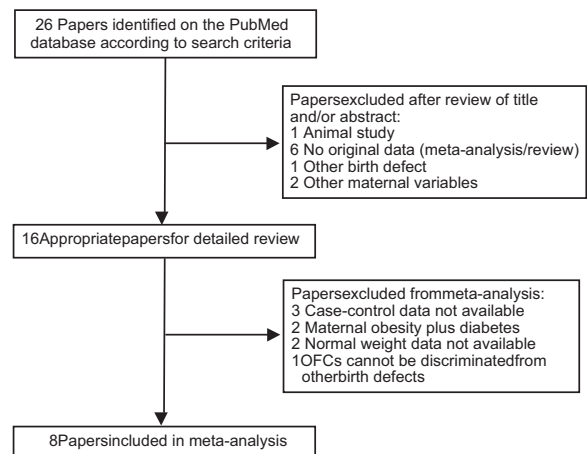 26 Papers identified on the PubMed
database according to search criteria
Papersexcluded after review of title
and/or abstract:
1 Animal study
6 No original data (meta-analysis/review)
1 Other birth defect
2 Other maternal variables
16Appropriatepapersfor detailed review
Papersexcluded frommeta-analysis:
3 Case-control data not available
2 Maternal obesity plus diabetes
2 Normal weight data not available
1OFCs cannot be discriminatedfrom
otherbirth defects
8Papersincluded in meta-analysis